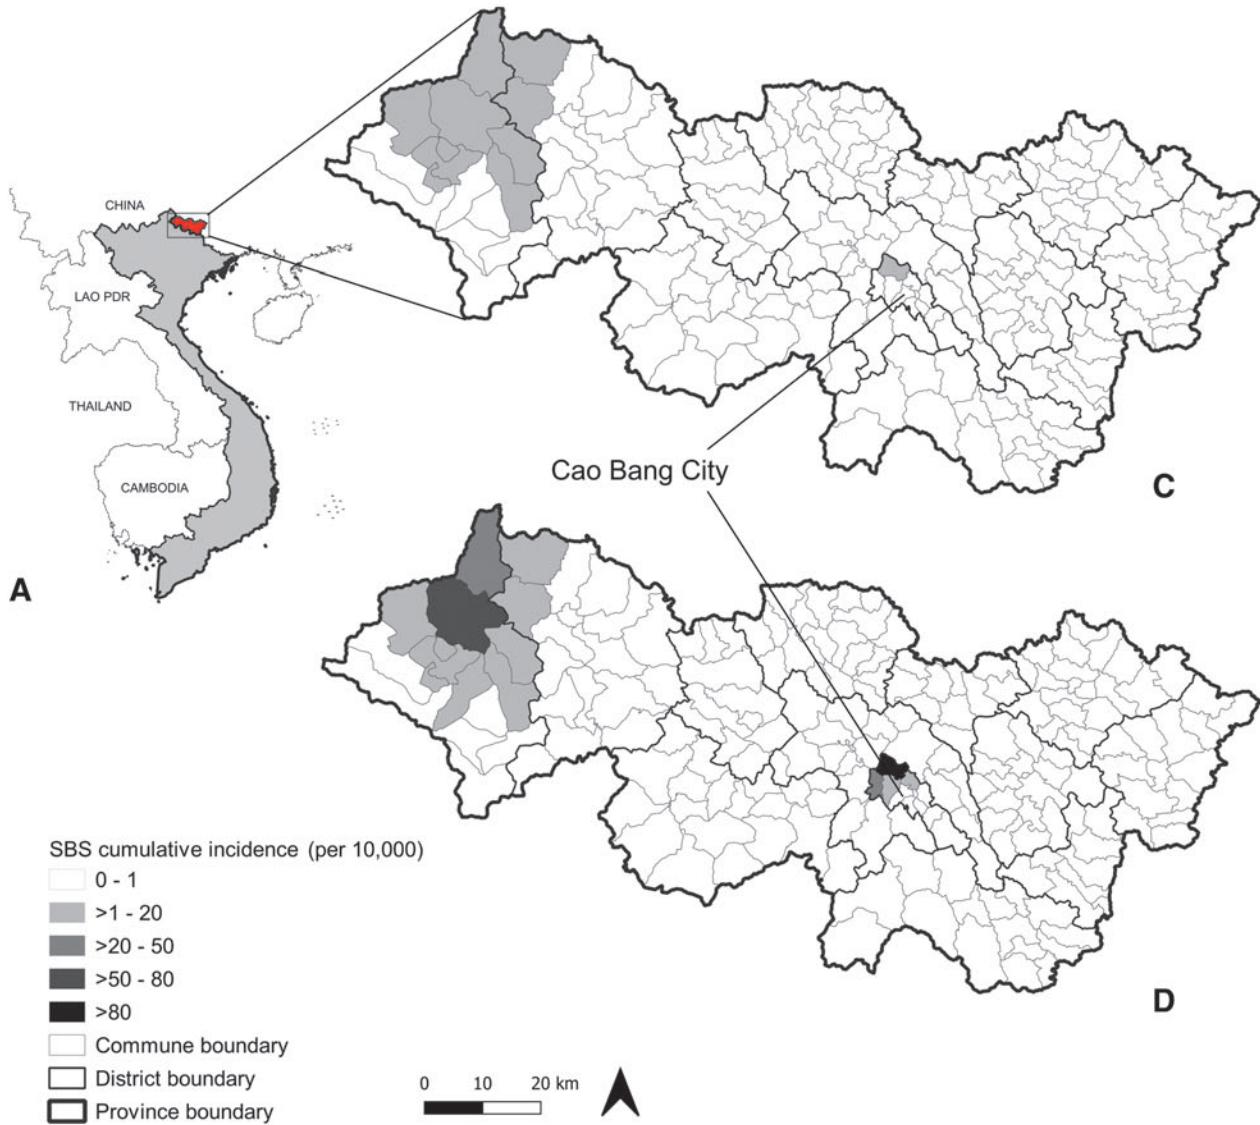 CHINA
LAO PDR
THAILAND
CAMBODIA
A
Cao Bang City
C
D
SBS cumulative incidence (per 10,000)
0 - 1
>1 - 20
>20 - 50
>50 - 80
>80
Commune boundary
District boundary
Province boundary
0 10 20 km